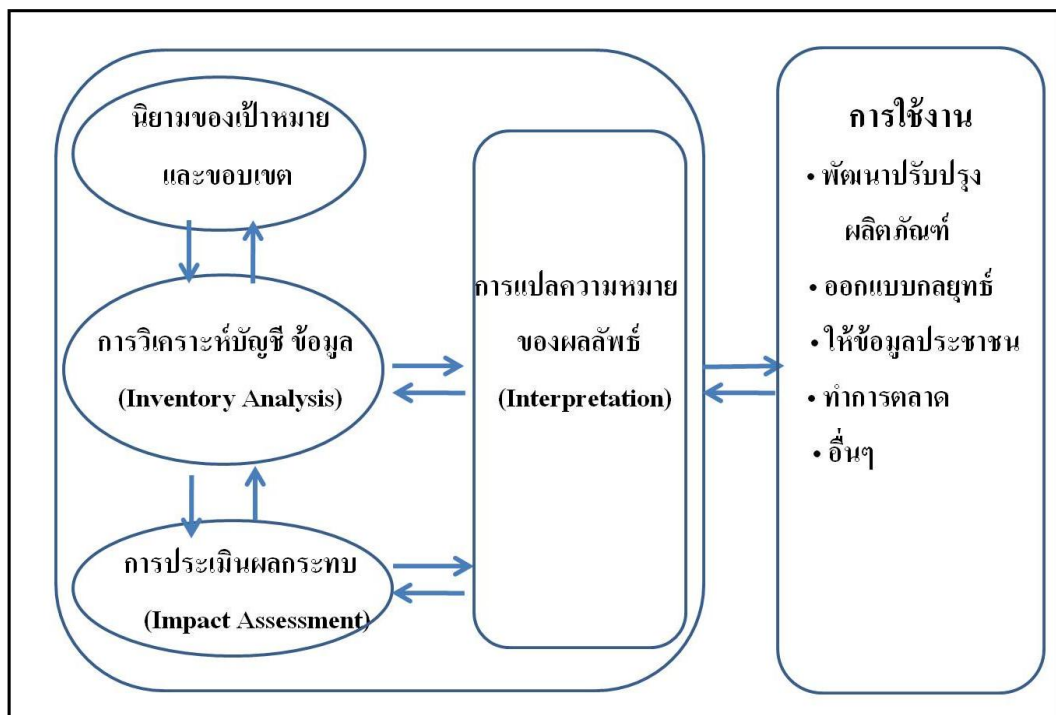 นิยามของเป้าหมาย
และขอบเขต
การวิเคราะห์บัญชี ข้อมูล
(Inventory Analysis)
การประเมินผลกระทบ
(Impact Assessment)
การแปลความหมาย
ของผลลัพธ์
(Interpretation)
การใช้งาน
• พัฒนาปรับปรุง
ผลิตภัณฑ์
• ออกแบบกลยุทธ์
• ให้ข้อมูลประชาชน
• ทำการตลาด
• อื่นๆ